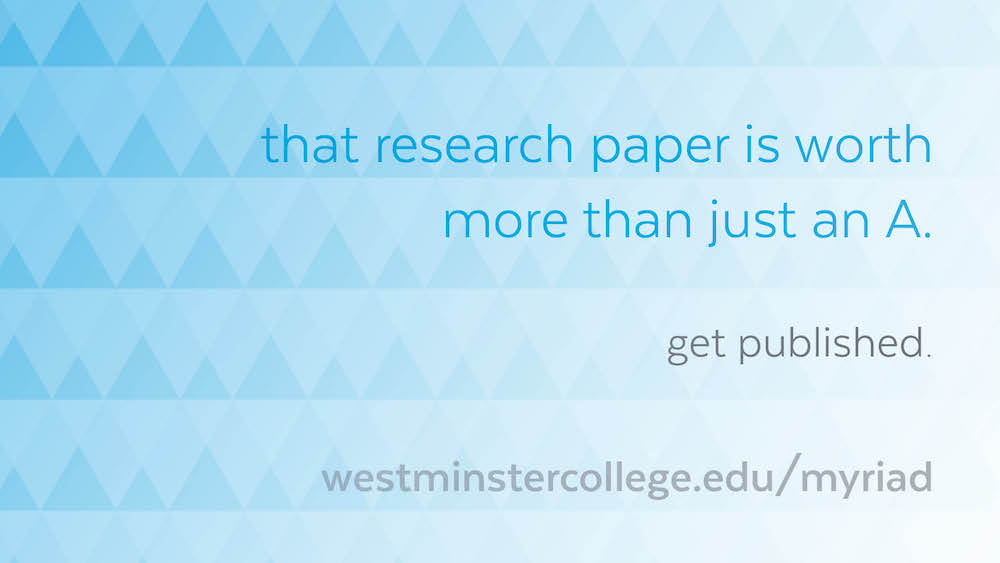 that research paper is worth
more than just an A.
get published.
westminstercollege.edu/myriad